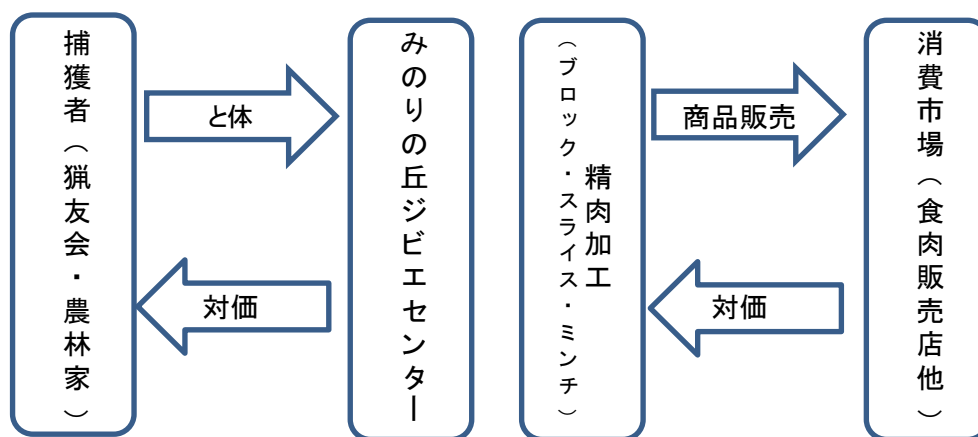 捕獲者（猟友会・農林家）
と体
対価
みのりの丘ジビエセンター
精肉加工
（ブロック・スライス・ミンチ）
商品販売
対価
消費市場（食肉販売店他）